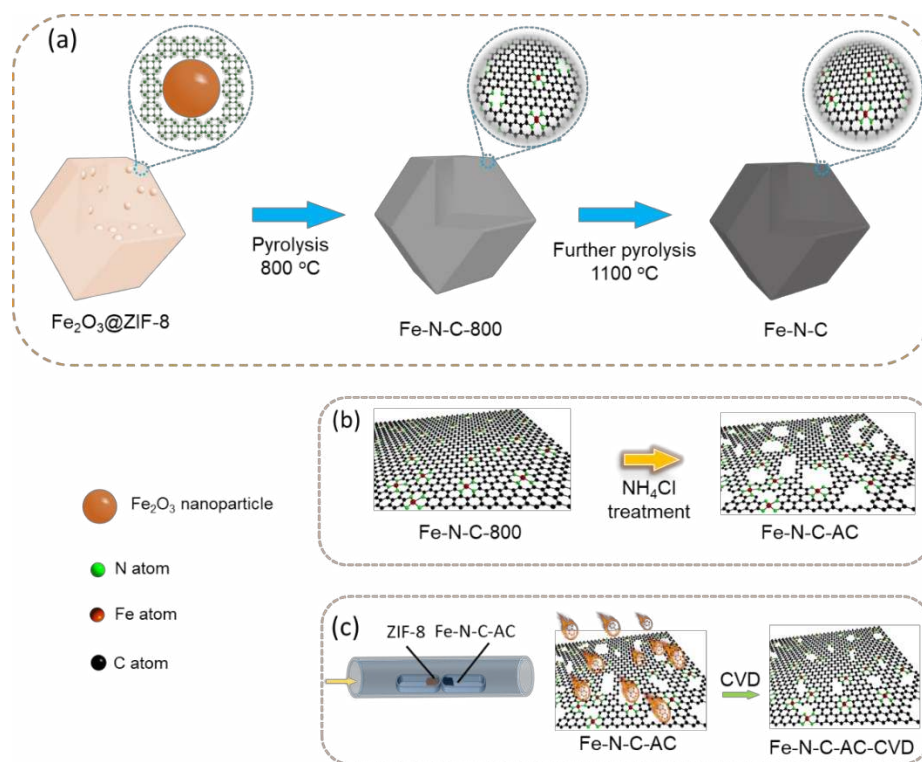 (a)
Pyrolysis
800 °C
Further pyrolysis
1100 °C
Fe₂O₃@ZIF-8
Fe-N-C-800
Fe-N-C
Fe₂O₃ nanoparticle
N atom
Fe atom
C atom
(b)
NH₄Cl
treatment
Fe-N-C-800
Fe-N-C-AC
(c)
ZIF-8 Fe-N-C-AC
CVD
Fe-N-C-AC
Fe-N-C-AC-CVD